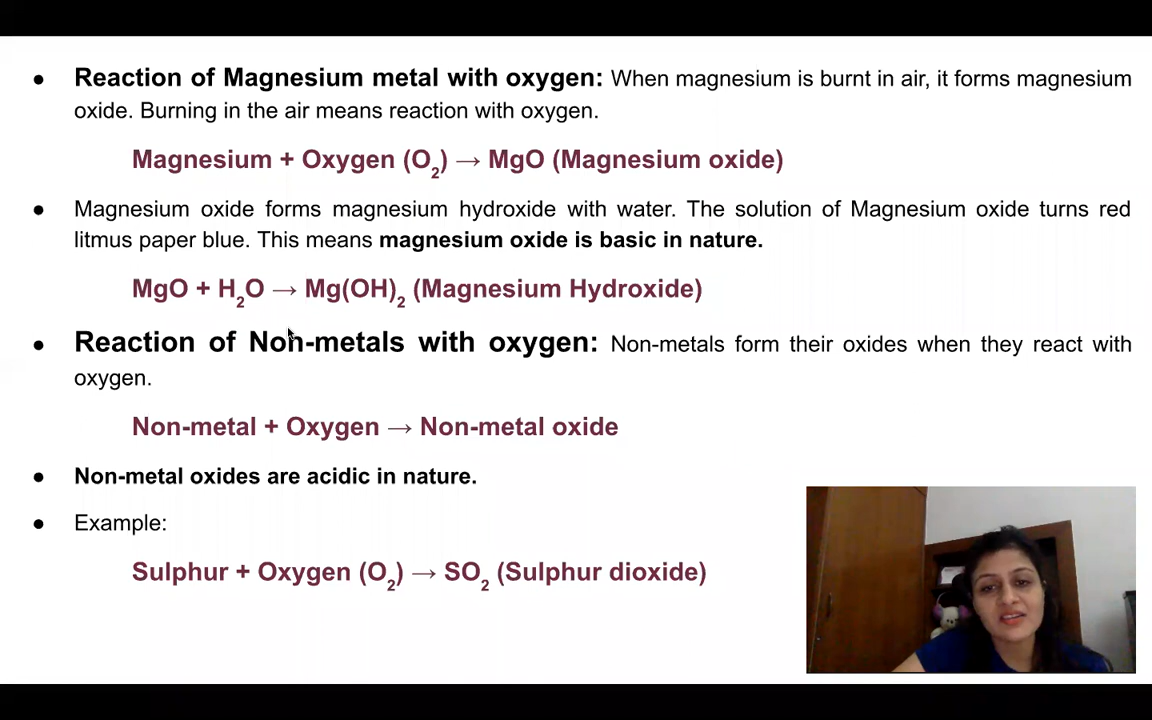 ● Reaction of Magnesium metal with oxygen: When magnesium is burnt in air, it forms magnesium
oxide. Burning in the air means reaction with oxygen.
Magnesium + Oxygen (O₂) → MgO (Magnesium oxide)
● Magnesium oxide forms magnesium hydroxide with water. The solution of Magnesium oxide turns red
litmus paper blue. This means magnesium oxide is basic in nature.
MgO + H₂O → Mg(OH)₂ (Magnesium Hydroxide)
● Reaction of Non-metals with oxygen: Non-metals form their oxides when they react with
oxygen.
Non-metal + Oxygen → Non-metal oxide
● Non-metal oxides are acidic in nature.
● Example:
Sulphur + Oxygen (O₂) → SO₂ (Sulphur dioxide)